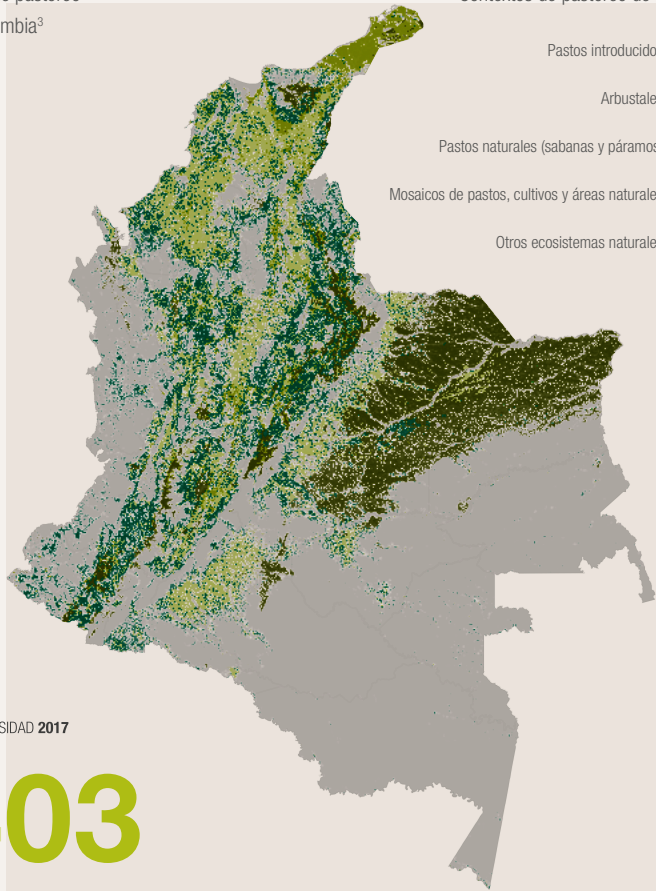 mbia³
Pastos introducido
Arbustale
Pastos naturales (sabanas y páramos
Mosaicos de pastos, cultivos y áreas naturale
Otros ecosistemas naturale
SIDAD 2017
03